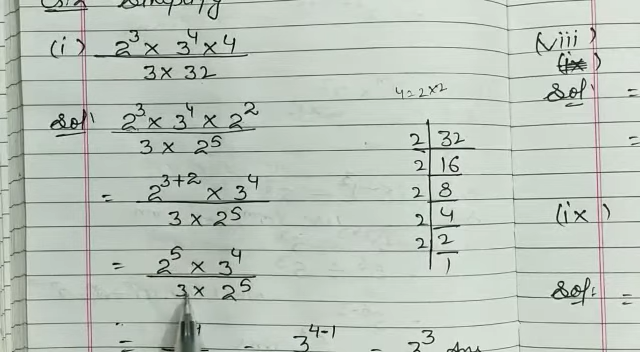 Simplify
(i) 2³ × 3⁴ × 4
3 × 32
4 = 2 × 2
Sol: 2³ × 3⁴ × 2²
3 × 2⁵
= 2³⁺² × 3⁴
3 × 2⁵
= 2⁵ × 3⁴
3 × 2⁵
= 3⁴⁻¹ = 3³ Ans
2 | 32
2 | 16
2 | 8
2 | 4
2 | 2
1
(viii)
(ix)
Sol: =
=
(ix)
Sol: =